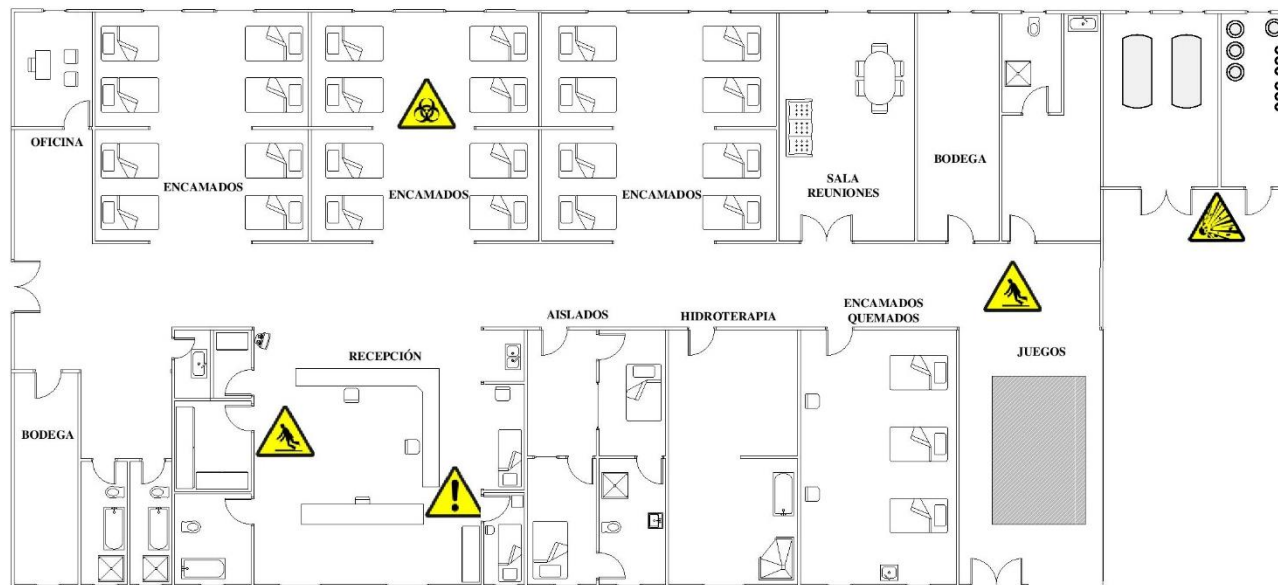 OFICINA
ENCAMADOS
ENCAMADOS
ENCAMADOS
SALA
REUNIONES
BODEGA
AISLADOS
HIDROTERAPIA
ENCAMADOS
QUEMADOS
RECEPCIÓN
JUEGOS
BODEGA